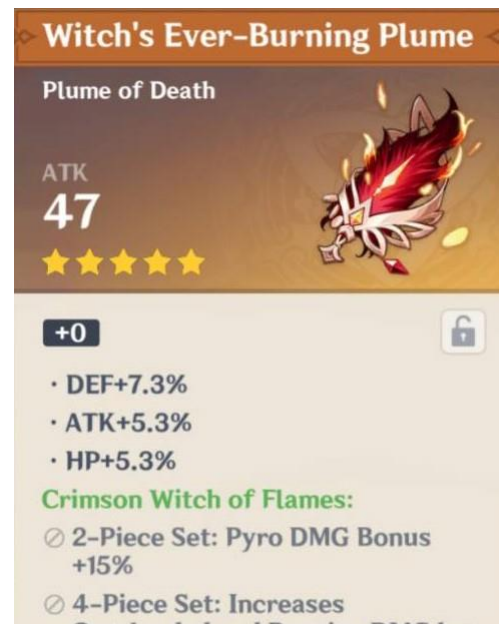 Witch's Ever-Burning Plume
Plume of Death
ATK
47
+0
· DEF+7.3%
· ATK+5.3%
· HP+5.3%
Crimson Witch of Flames:
2-Piece Set: Pyro DMG Bonus
+15%
4-Piece Set: Increases